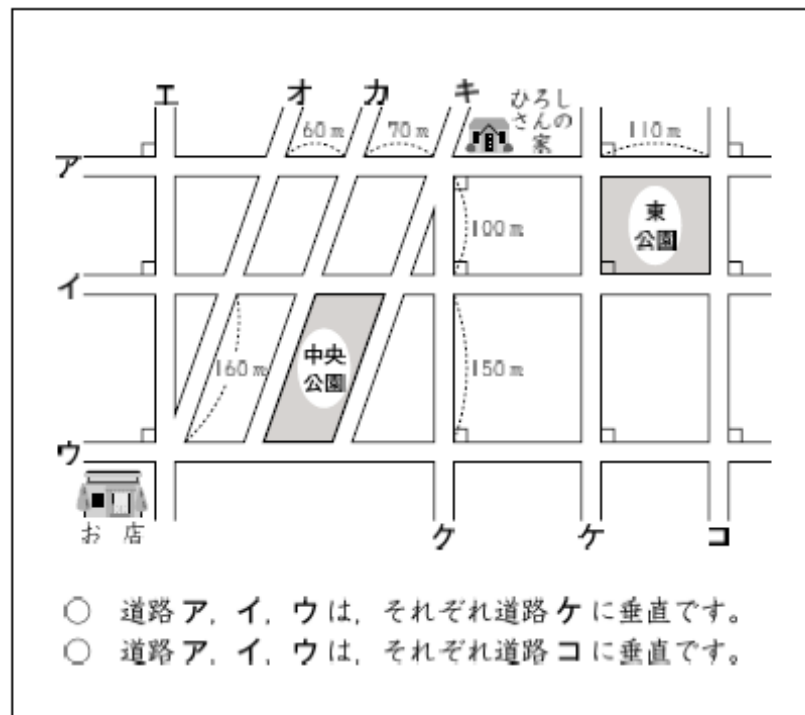 エ オ カ キ
ひろし
さんの
家
60m 70m 110m
ア
100m
東
公園
イ
160m
中央
公園
150m
ウ
お店
ケ ケ コ
○ 道路ア,イ,ウは,それぞれ道路ケに垂直です。
○ 道路ア,イ,ウは,それぞれ道路コに垂直です。